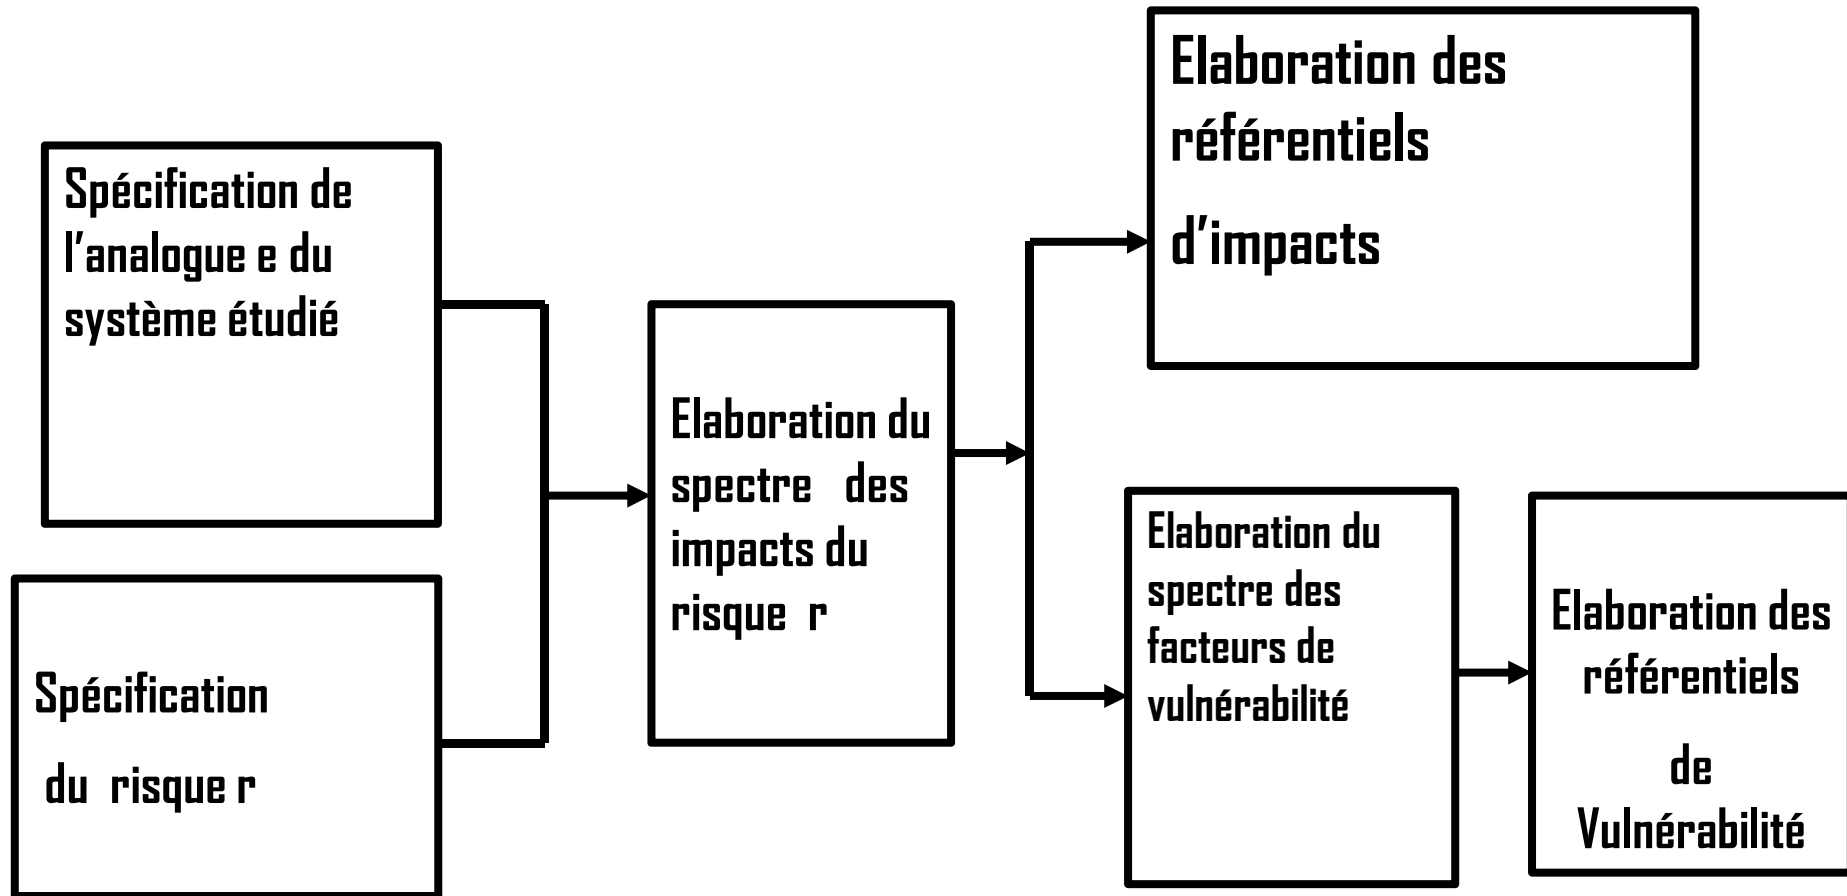 Spécification de
l'analogue e du
système étudié
Spécification
du risque r
Elaboration du
spectre des
impacts du
risque r
Elaboration des
référentiels
d'impacts
Elaboration du
spectre des
facteurs de
vulnérabilité
Elaboration des
référentiels
de
Vulnérabilité